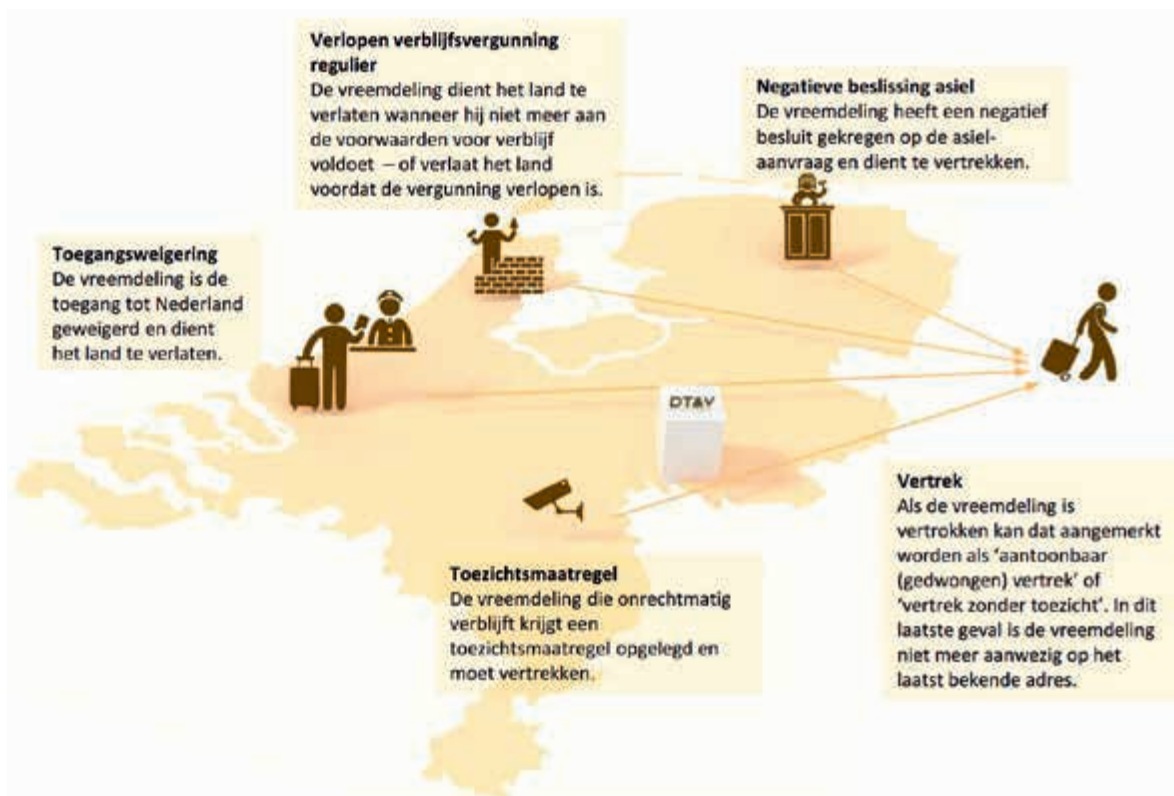 Verlopen verblijfsvergunning
regulier
De vreemdeling dient het land te
verlaten wanneer hij niet meer aan
de voorwaarden voor verblijf
voldoet – of verlaat het land
voordat de vergunning verlopen is.
Negatieve beslissing asiel
De vreemdeling heeft een negatief
besluit gekregen op de asiel-
aanvraag en dient te vertrekken.
Toegangsweigering
De vreemdeling is de
toegang tot Nederland
geweigerd en dient
het land te verlaten.
DT&V
Toezichtsmaatregel
De vreemdeling die onrechtmatig
verblijft krijgt een
toezichtsmaatregel opgelegd en
moet vertrekken.
Vertrek
Als de vreemdeling is
vertrokken kan dat aangemerkt
worden als ‘aantoonbaar
(gedwongen) vertrek’ of
‘vertrek zonder toezicht’. In dit
laatste geval is de vreemdeling
niet meer aanwezig op het
laatst bekende adres.